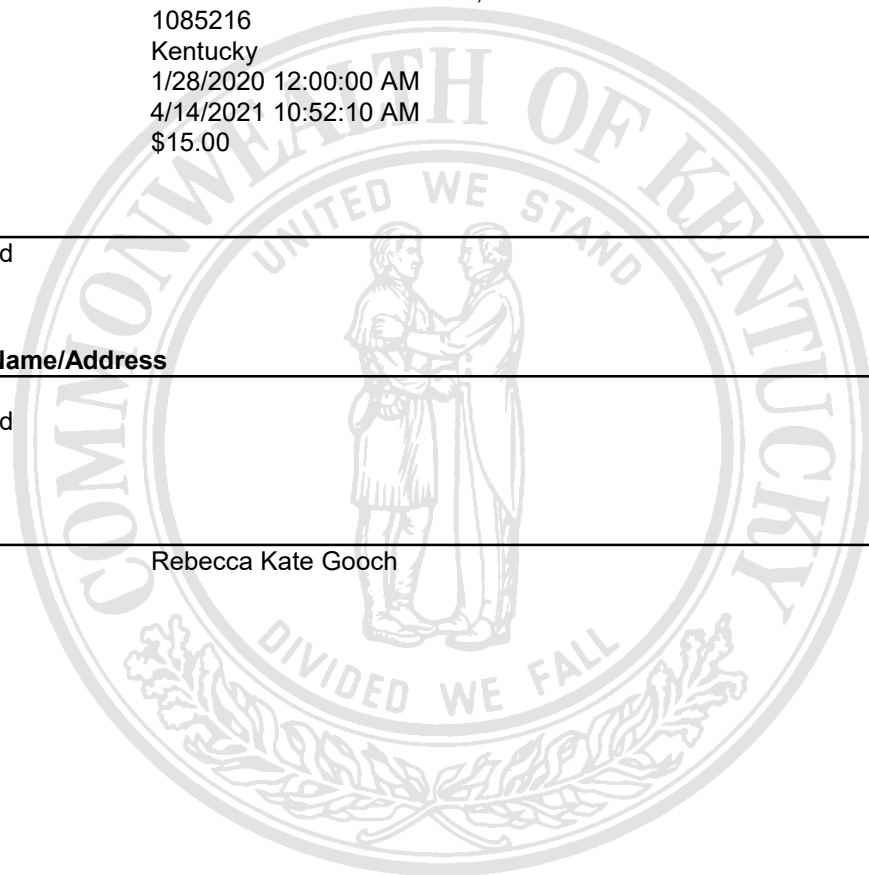 1085216
Kentucky
1/28/2020 12:00:00 AM
4/14/2021 10:52:10 AM
$15.00
COMMONWEALTH OF KENTUCKY
UNITED WE STAND
d
Name/Address
d
Rebecca Kate Gooch
DIVIDED WE FALL